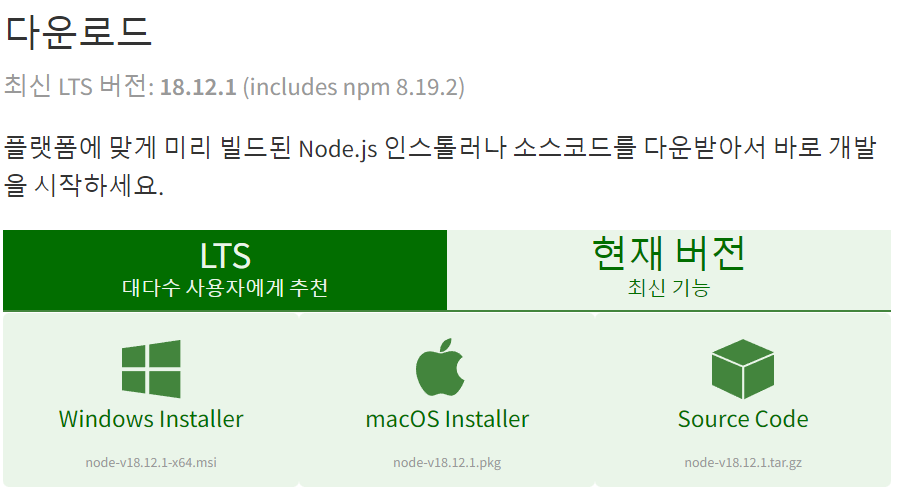 다운로드
최신 LTS 버전: 18.12.1 (includes npm 8.19.2)
플랫폼에 맞게 미리 빌드된 Node.js 인스톨러나 소스코드를 다운받아서 바로 개발
을 시작하세요.
LTS
대다수 사용자에게 추천
현재 버전
최신 기능
Windows Installer
node-v18.12.1-x64.msi
macOS Installer
node-v18.12.1.pkg
Source Code
node-v18.12.1.tar.gz